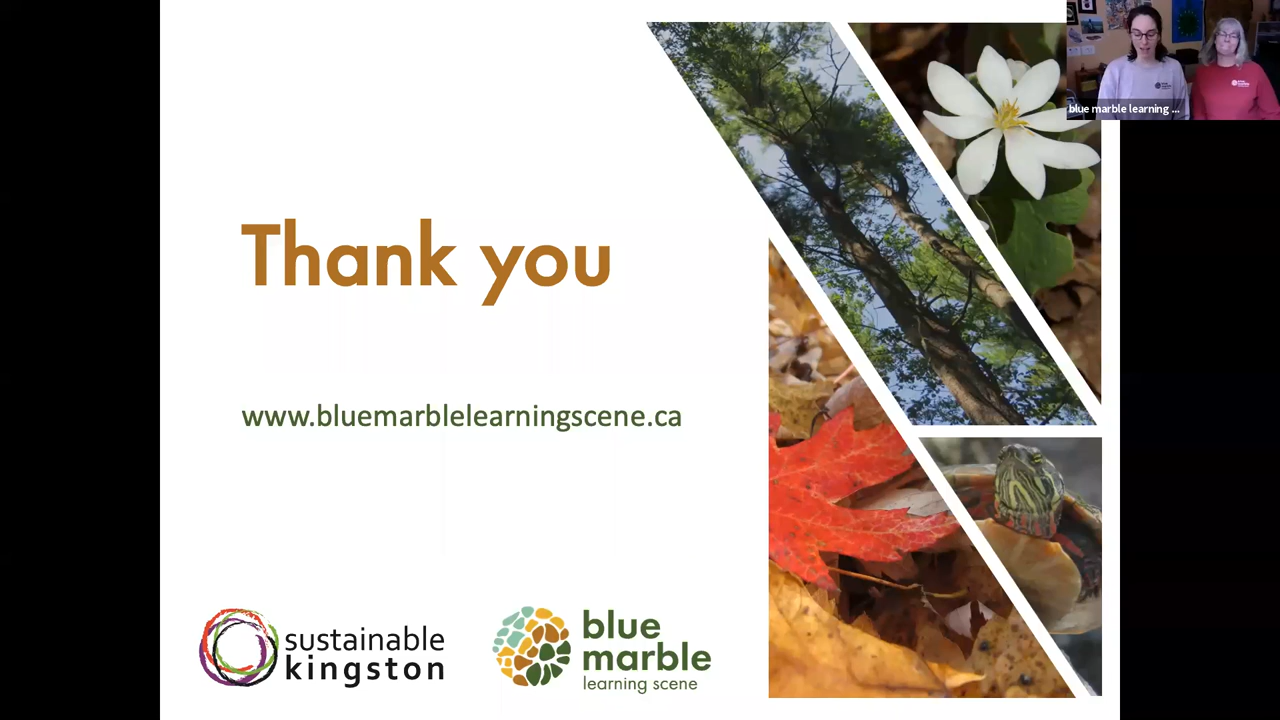 blue marble learning ...
Thank you
www.bluemarblelearningscene.ca
sustainable
kingston
blue
marble
learning scene